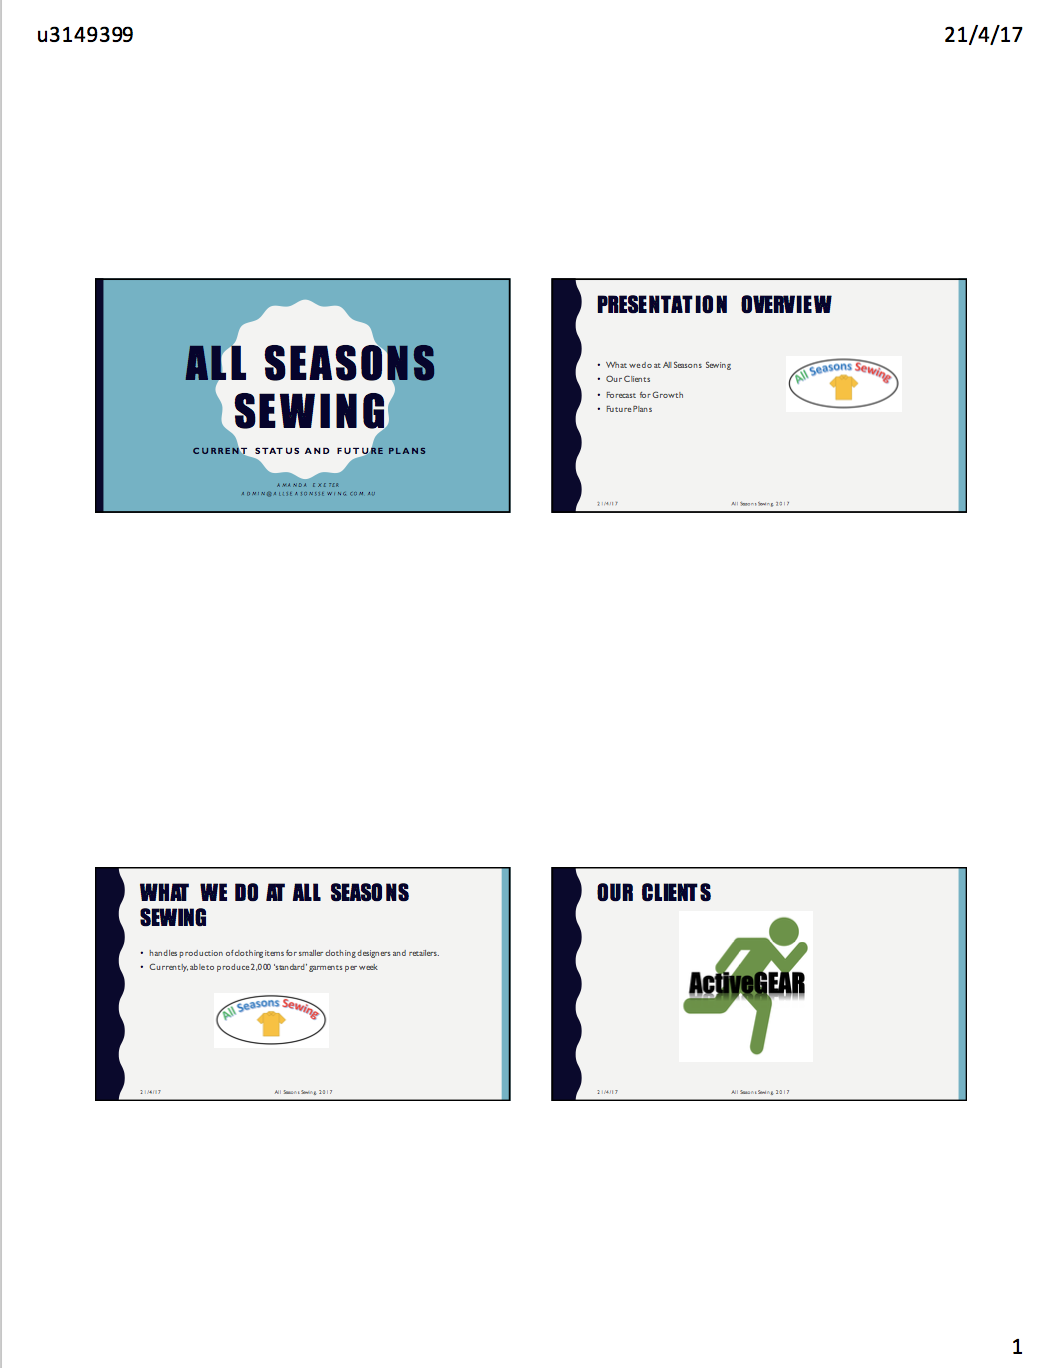 u3149399
21/4/17
ALL SEASONS
SEWING
CURRENT STATUS AND FUTURE PLANS
AMANDA EXETER
ADMIN@ALLSEASONSSEWING.COM.AU
PRESENTATION OVERVIEW
• What we do at All Seasons Sewing
• Our Clients
• Forecast for Growth
• Future Plans
All Seasons Sewing
21/4/17
All Seasons Sewing, 2017
WHAT WE DO AT ALL SEASONS
SEWING
• handles production of clothing items for smaller clothing designers and retailers.
• Currently, able to produce 2,000 'standard' garments per week
All Seasons Sewing
21/4/17
All Seasons Sewing, 2017
OUR CLIENTS
ActiveGEAR
21/4/17
All Seasons Sewing, 2017
1